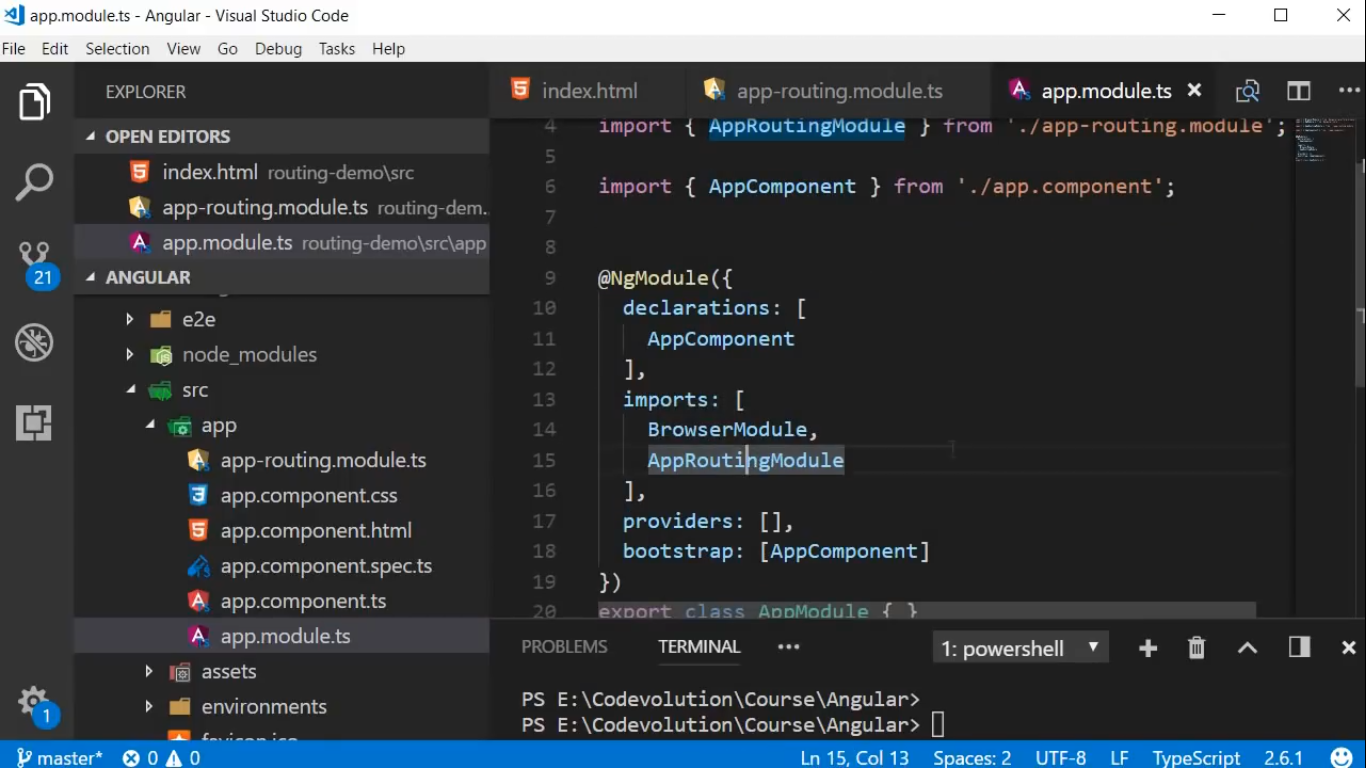 app.module.ts - Angular - Visual Studio Code
File Edit Selection View Go Debug Tasks Help
EXPLORER
OPEN EDITORS
index.html routing-demo\src
app-routing.module.ts routing-dem...
app.module.ts routing-demo\src\app
21
ANGULAR
e2e
node_modules
src
app
app-routing.module.ts
app.component.css
app.component.html
app.component.spec.ts
app.component.ts
app.module.ts
assets
environments
favicon.ico
1
index.html app-routing.module.ts app.module.ts
4 import { AppRoutingModule } from './app-routing.module';
5
6 import { AppComponent } from './app.component';
7
8
9 @NgModule({
10 declarations: [
11 AppComponent
12 ],
13 imports: [
14 BrowserModule,
15 AppRoutingModule
16 ],
17 providers: [],
18 bootstrap: [AppComponent]
19 })
20 export class AppModule { }
PROBLEMS TERMINAL ••• 1: powershell
PS E:\Codevolution\Course\Angular>
PS E:\Codevolution\Course\Angular>
master* 0 0 Ln 15, Col 13 Spaces: 2 UTF-8 LF TypeScript 2.6.1